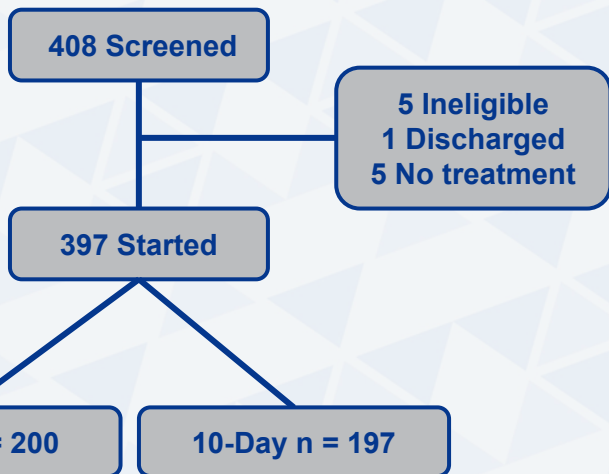 408 Screened
5 Ineligible
1 Discharged
5 No treatment
397 Started
= 200
10-Day n = 197